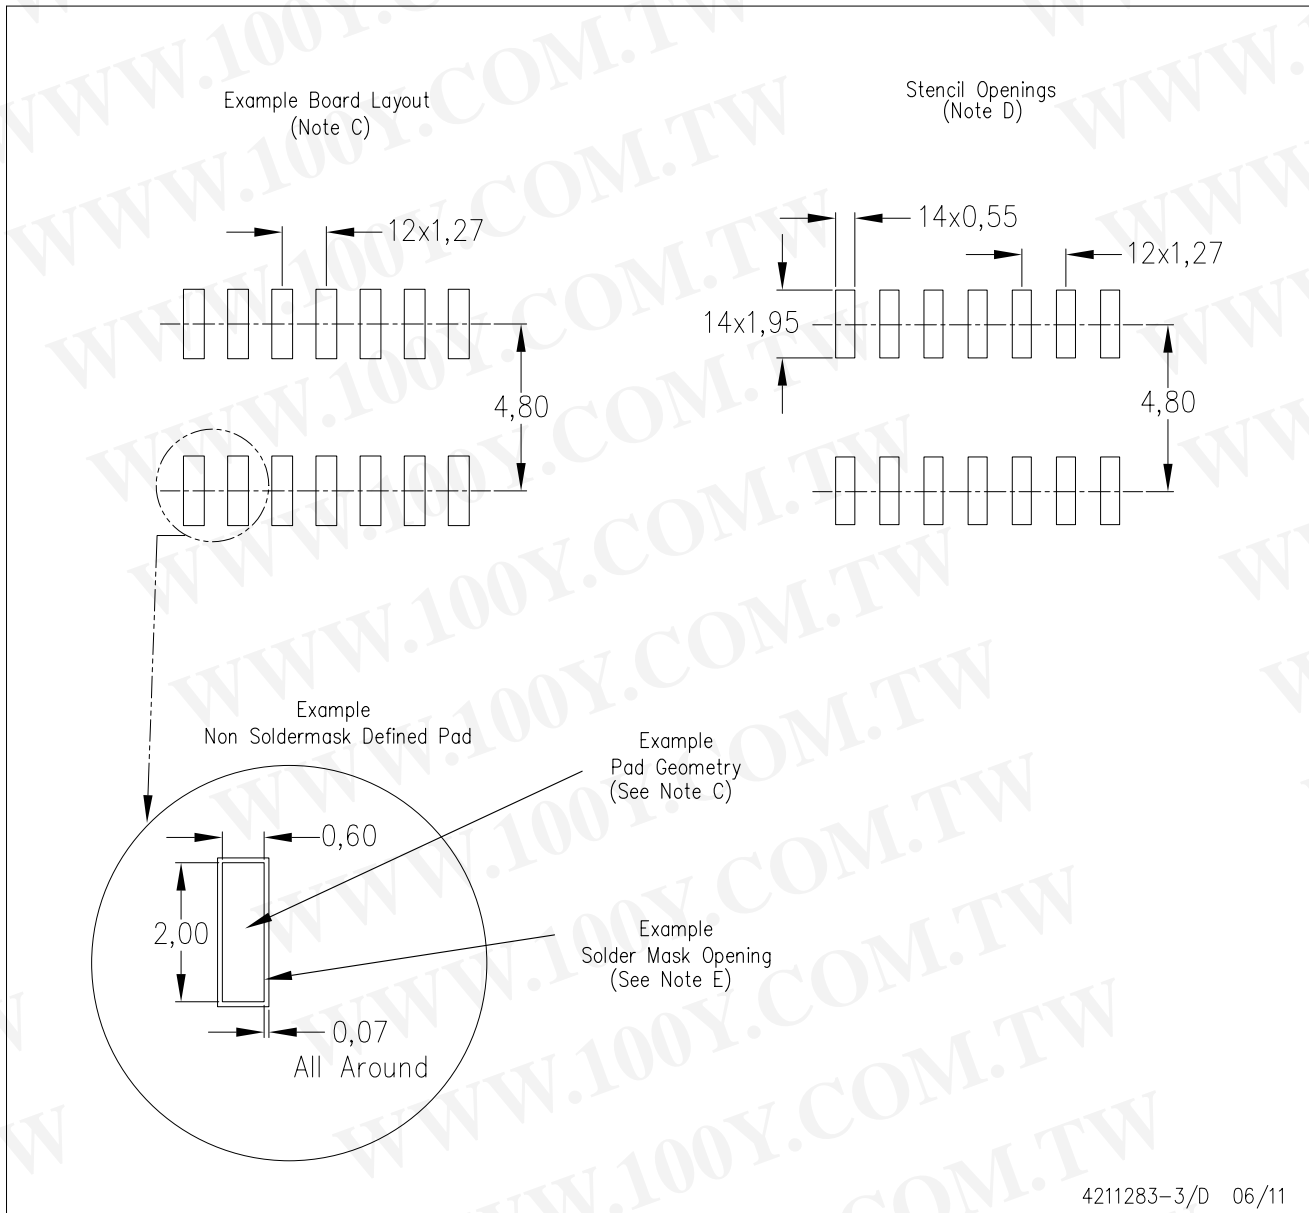 Example Board Layout
(Note C)
12x1,27
4,80
Stencil Openings
(Note D)
14x0,55
12x1,27
14x1,95
4,80
Example
Non Soldermask Defined Pad
0,60
2,00
0,07
All Around
Example
Pad Geometry
(See Note C)
Example
Solder Mask Opening
(See Note E)
4211283-3/D 06/11
WWW.100Y.COM.TW